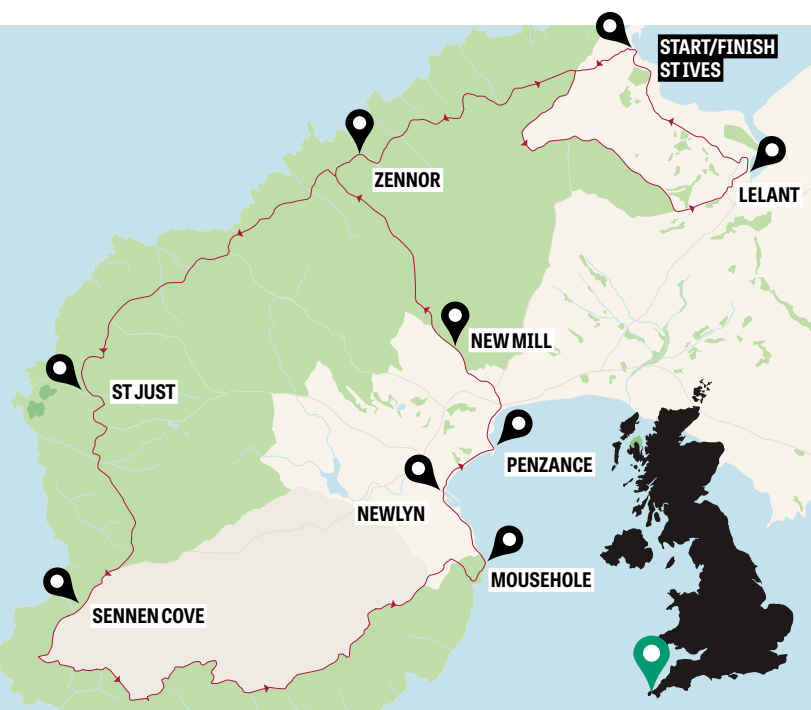 START/FINISH
ST IVES
ZENNOR
LELANT
NEW MILL
ST JUST
PENZANCE
NEWLYN
MOUSEHOLE
SENNEN COVE